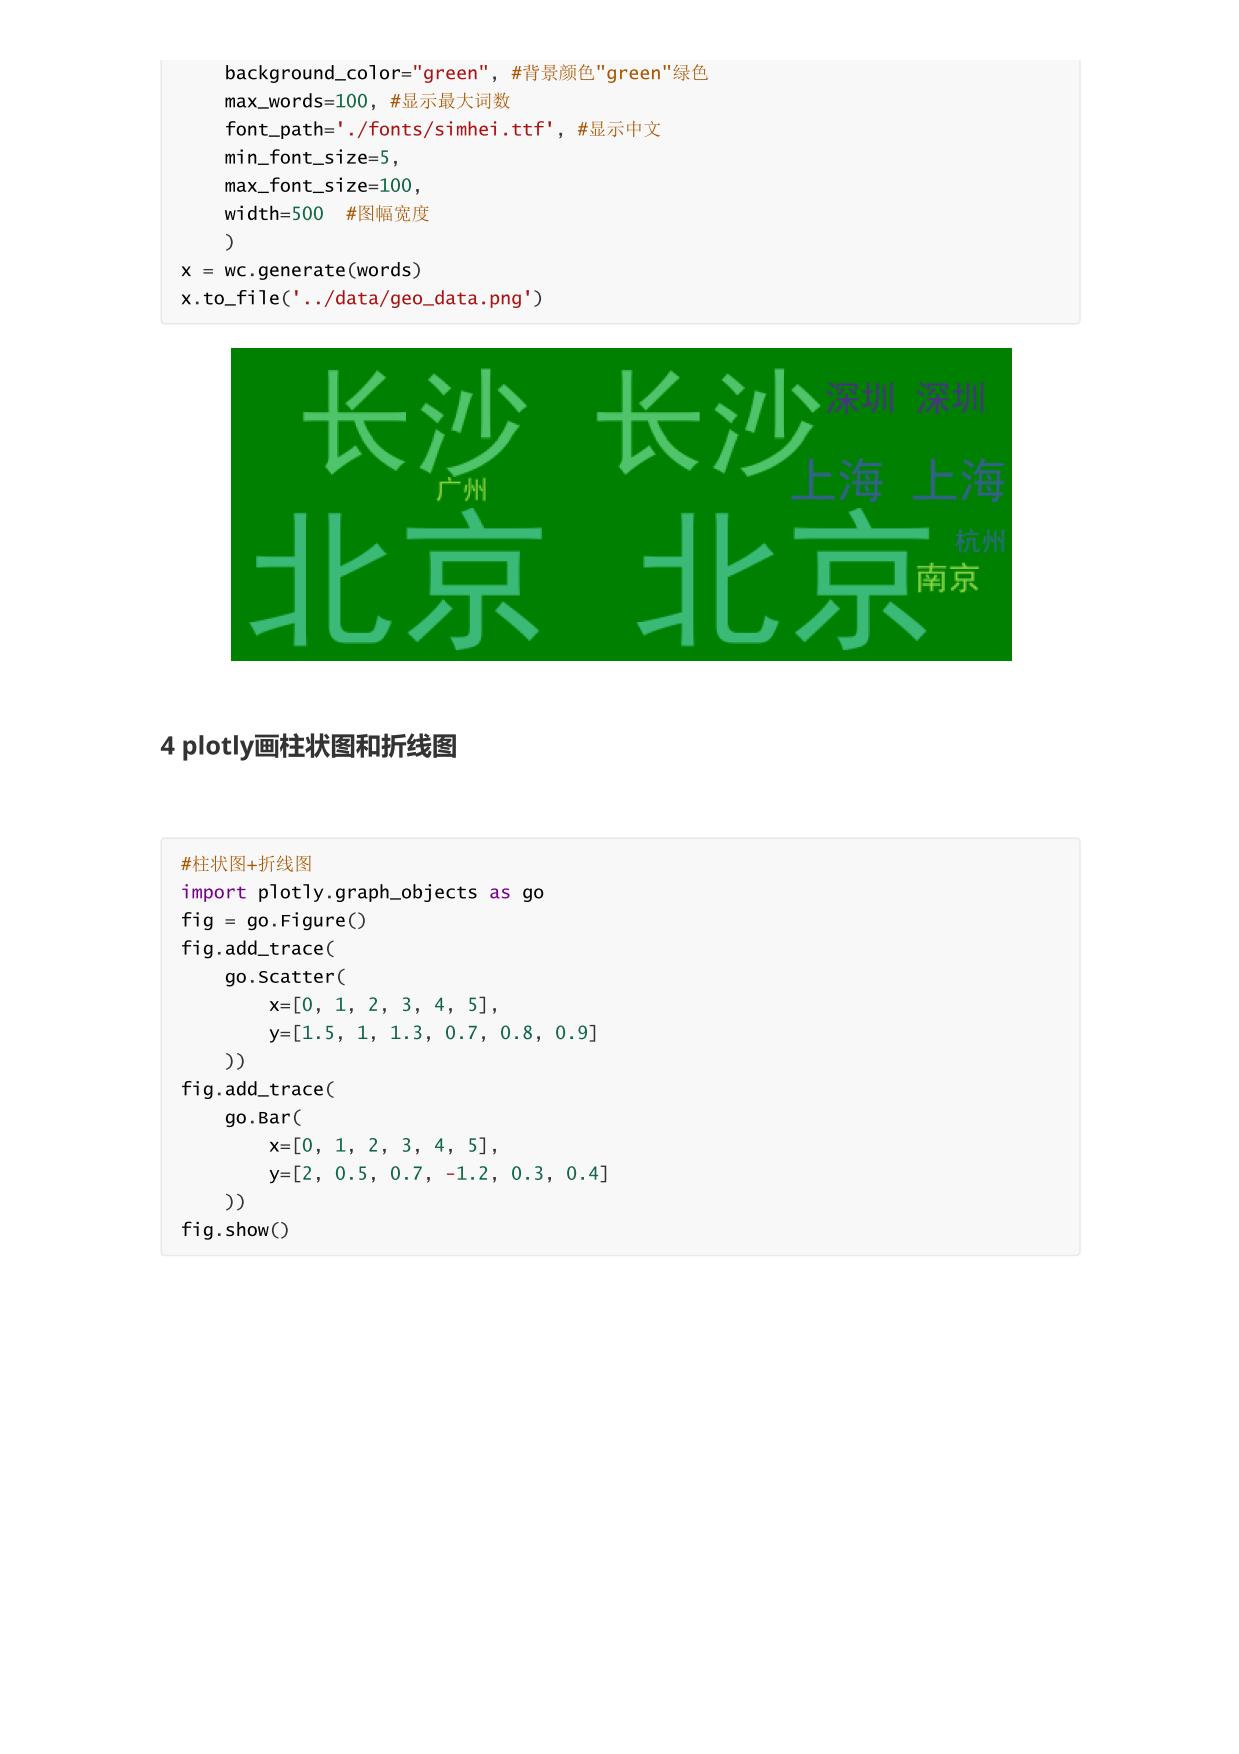 background_color="green", #背景颜色"green"绿色
    max_words=100, #显示最大词数
    font_path='./fonts/simhei.ttf', #显示中文
    min_font_size=5,
    max_font_size=100,
    width=500  #图幅宽度
    )
x = wc.generate(words)
x.to_file('../data/geo_data.png')
长沙 长沙 深圳 深圳
上海 上海
广州
杭州
北京 北京 南京
4 plotly画柱状图和折线图
#柱状图+折线图
import plotly.graph_objects as go
fig = go.Figure()
fig.add_trace(
    go.Scatter(
        x=[0, 1, 2, 3, 4, 5],
        y=[1.5, 1, 1.3, 0.7, 0.8, 0.9]
    ))
fig.add_trace(
    go.Bar(
        x=[0, 1, 2, 3, 4, 5],
        y=[2, 0.5, 0.7, -1.2, 0.3, 0.4]
    ))
fig.show()